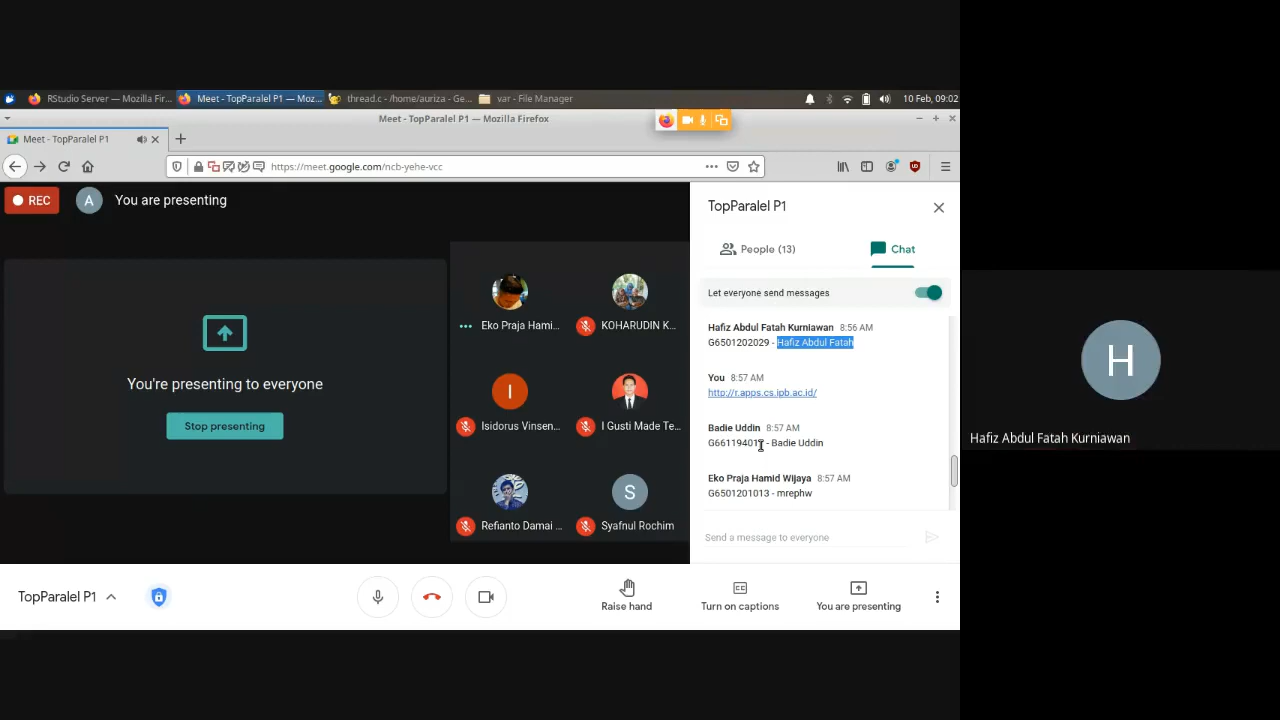 RStudio Server — Mozilla Fir...
Meet - TopParalel P1 — Moz...
thread.c - /home/auriza - Ge...
var - File Manager
10 Feb, 09:02
Meet - TopParalel P1 — Mozilla Firefox
Meet - TopParalel P1
https://meet.google.com/ncb-yehe-vcc
REC
A
You are presenting
TopParalel P1
People (13)
Chat
Let everyone send messages
You're presenting to everyone
Stop presenting
Eko Praja Hami...
KOHARUDIN K...
I
Isidorus Vinsen...
I Gusti Made Te...
Refianto Damai ...
S
Syafnul Rochim
Hafiz Abdul Fatah Kurniawan 8:56 AM
G6501202029 - Hafiz Abdul Fatah
You 8:57 AM
http://r.apps.cs.ipb.ac.id/
Badie Uddin 8:57 AM
- Badie Uddin
Eko Praja Hamid Wijaya 8:57 AM
G6501201013 - mrephw
Send a message to everyone
TopParalel P1
Raise hand
Turn on captions
You are presenting
H
Hafiz Abdul Fatah Kurniawan